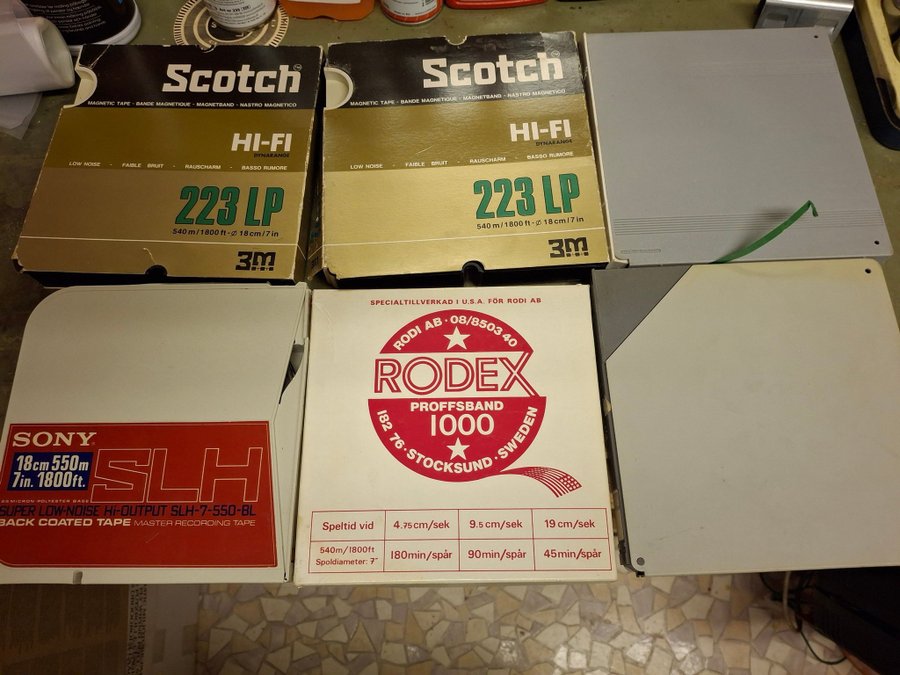 Scotch™
MAGNETIC TAPE - BANDE MAGNETIQUE - MAGNETBAND - NASTRO MAGNETICO
HI-FI
DYNARANGE
LOW NOISE - FAIBLE BRUIT - RAUSCHARM - BASSO RUMORE
223 LP
540 m / 1800 ft - Ø 18 cm / 7 in
3M
Scotch™
MAGNETIC TAPE - BANDE MAGNETIQUE - MAGNETBAND - NASTRO MAGNETICO
HI-FI
DYNARANGE
LOW NOISE - FAIBLE BRUIT - RAUSCHARM - BASSO RUMORE
223 LP
540 m / 1800 ft - Ø 18 cm / 7 in
3M
SONY
18cm 550m
7in. 1800ft.
SLH
MICRON POLYESTER BASE
SUPER LOW-NOISE Hi-OUTPUT SLH-7-550-BL
BACK COATED TAPE MASTER RECORDING TAPE
SPECIALTILLVERKAD I U.S.A. FÖR RODI AB
RODI AB · 08/850340
RODEX
PROFFSBAND
1000
182 76 · STOCKSUND · SWEDEN
Speltid vid 4.75 cm/sek 9.5 cm/sek 19 cm/sek
540m/1800ft
Spoldiameter: 7" 180min/spår 90min/spår 45min/spår